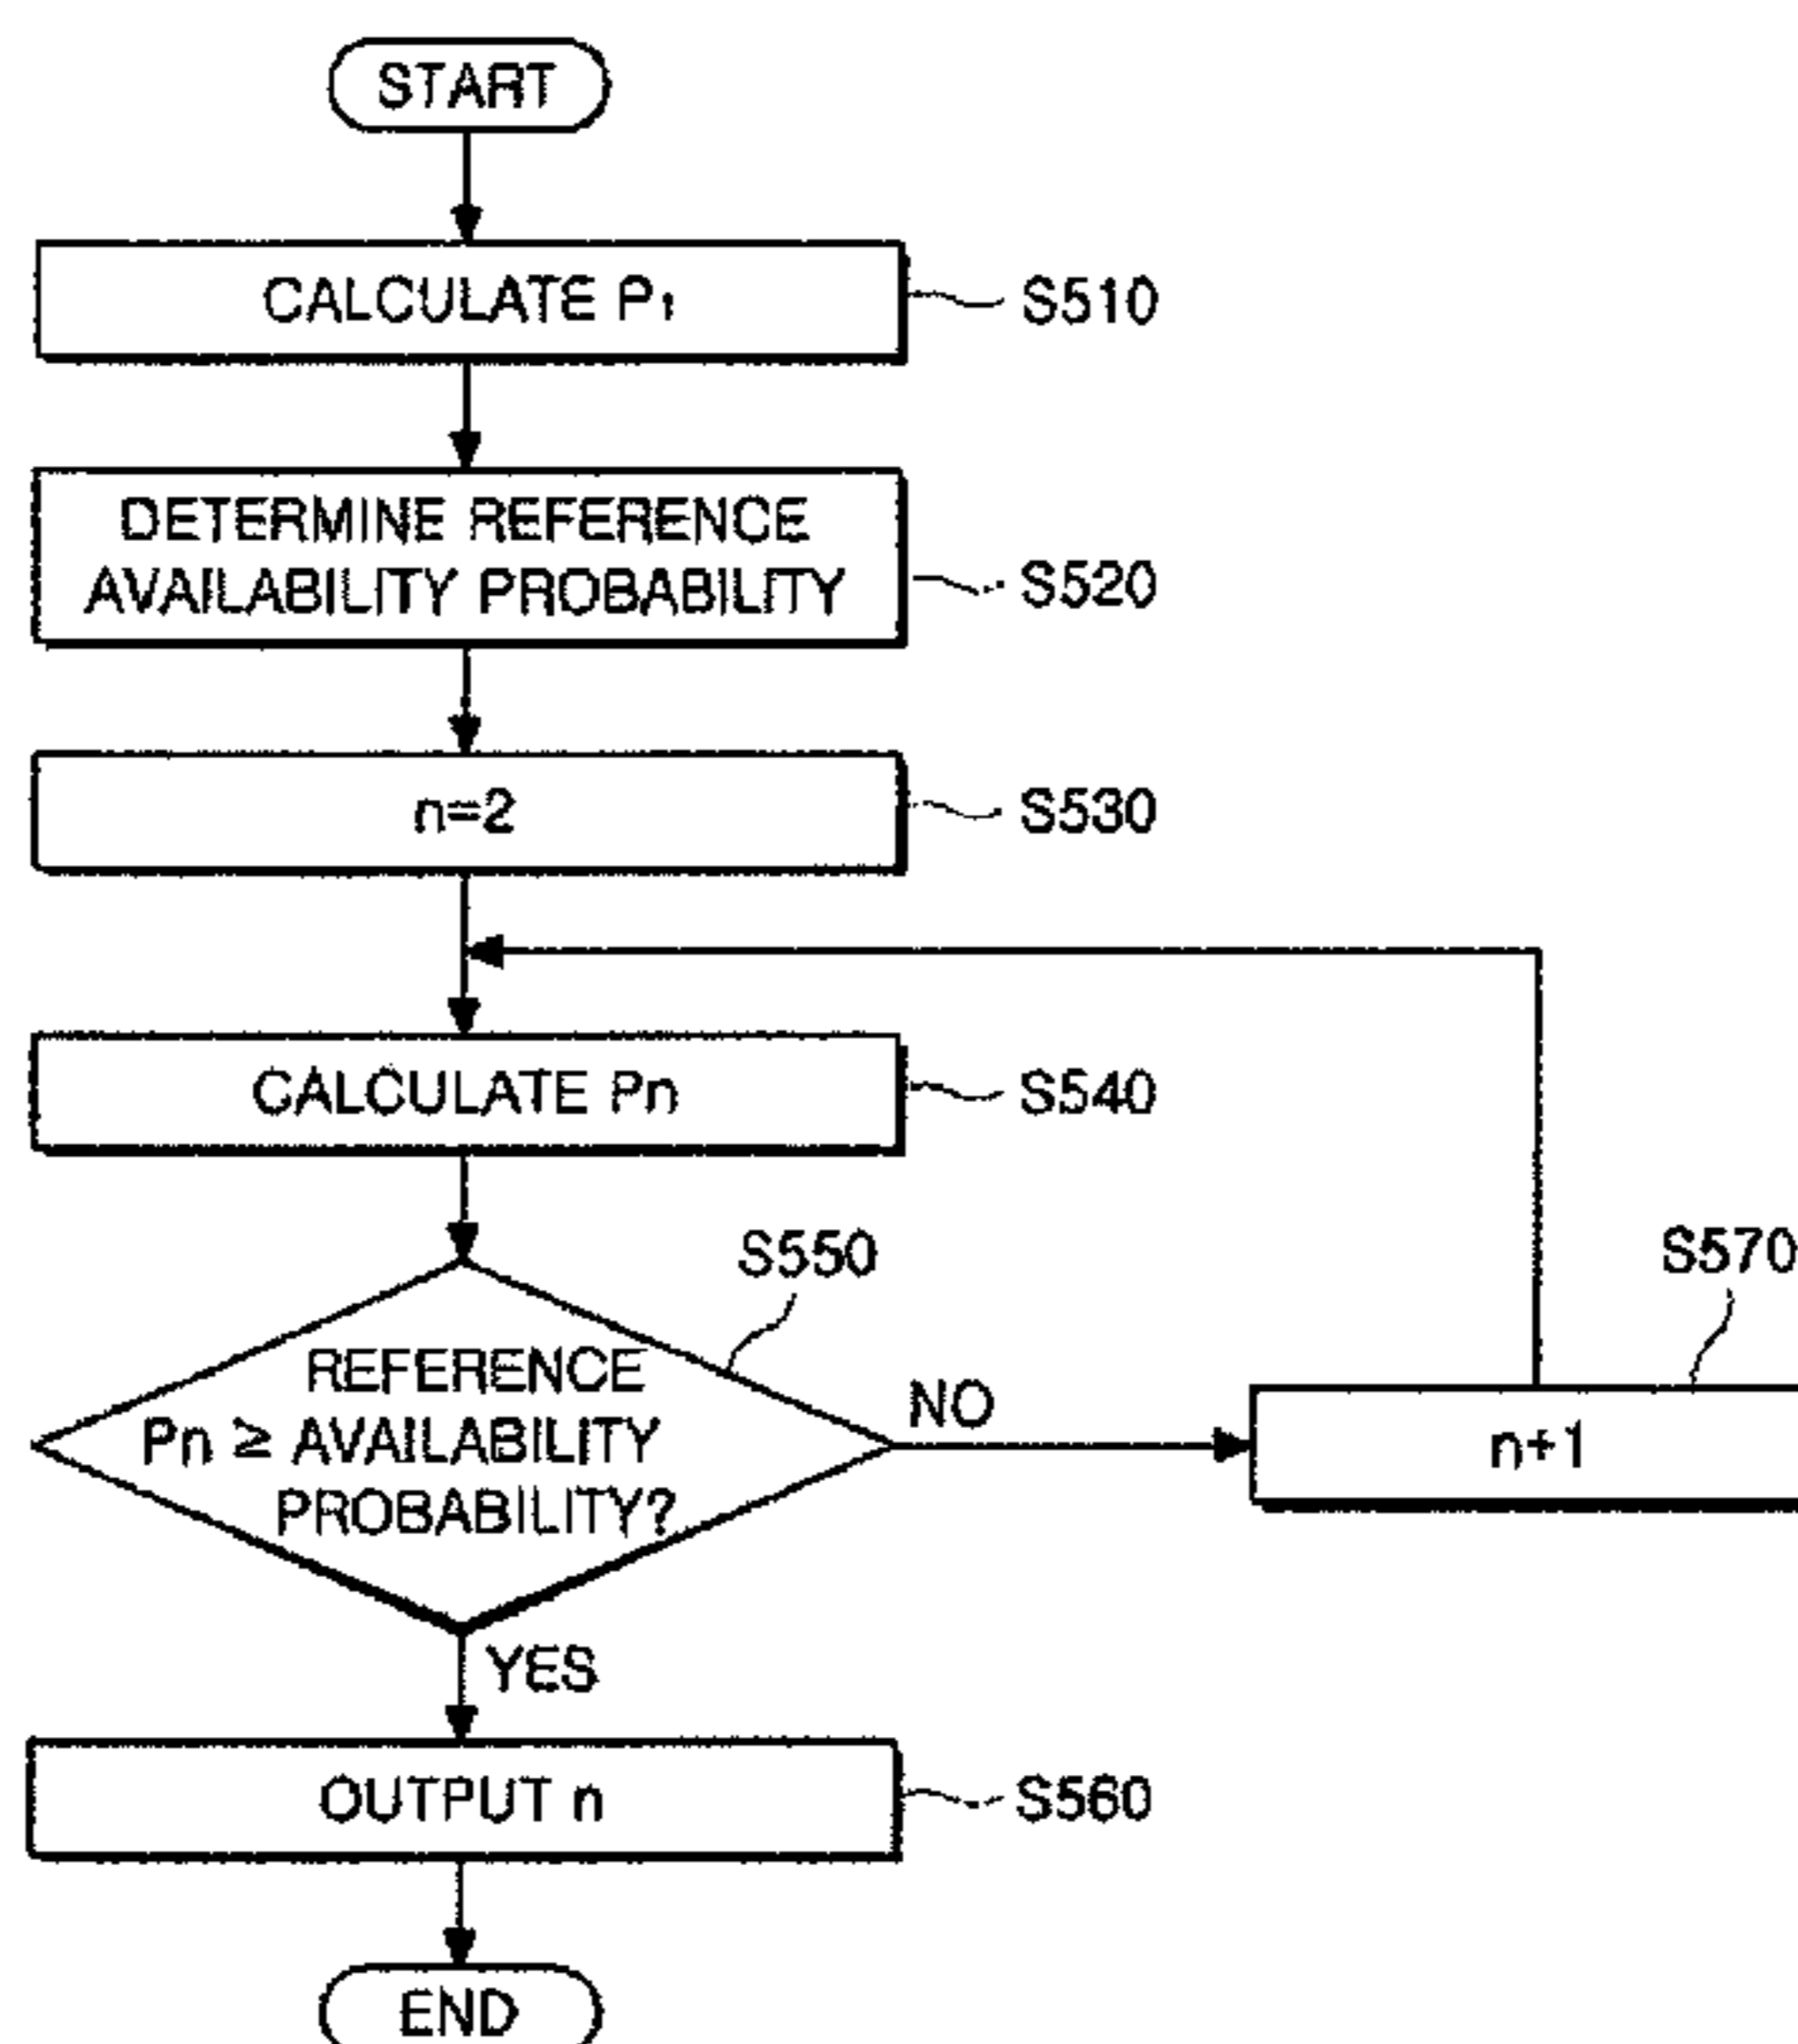 START
CALCULATE P₁
S510
DETERMINE REFERENCE
AVAILABILITY PROBABILITY
S520
n=2
S530
CALCULATE Pn
S540
S550
REFERENCE
Pn ≥ AVAILABILITY
PROBABILITY?
NO
S570
n+1
YES
OUTPUT n
S560
END